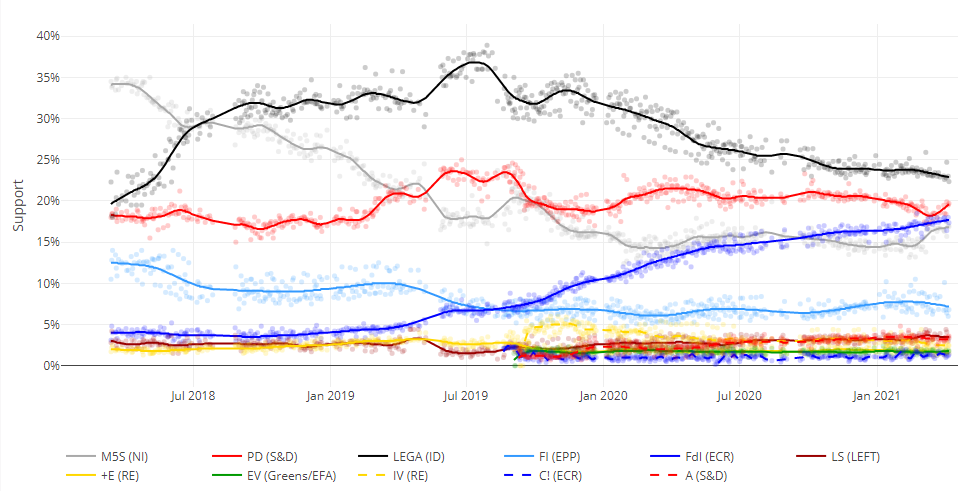 40%
35%
30%
25%
20%
15%
10%
5%
0%
Support
Jul 2018 Jan 2019 Jul 2019 Jan 2020 Jul 2020 Jan 2021
M5S (NI) PD (S&D) LEGA (ID) FI (EPP) FdI (ECR) LS (LEFT)
+E (RE) EV (Greens/EFA) IV (RE) C! (ECR) A (S&D)